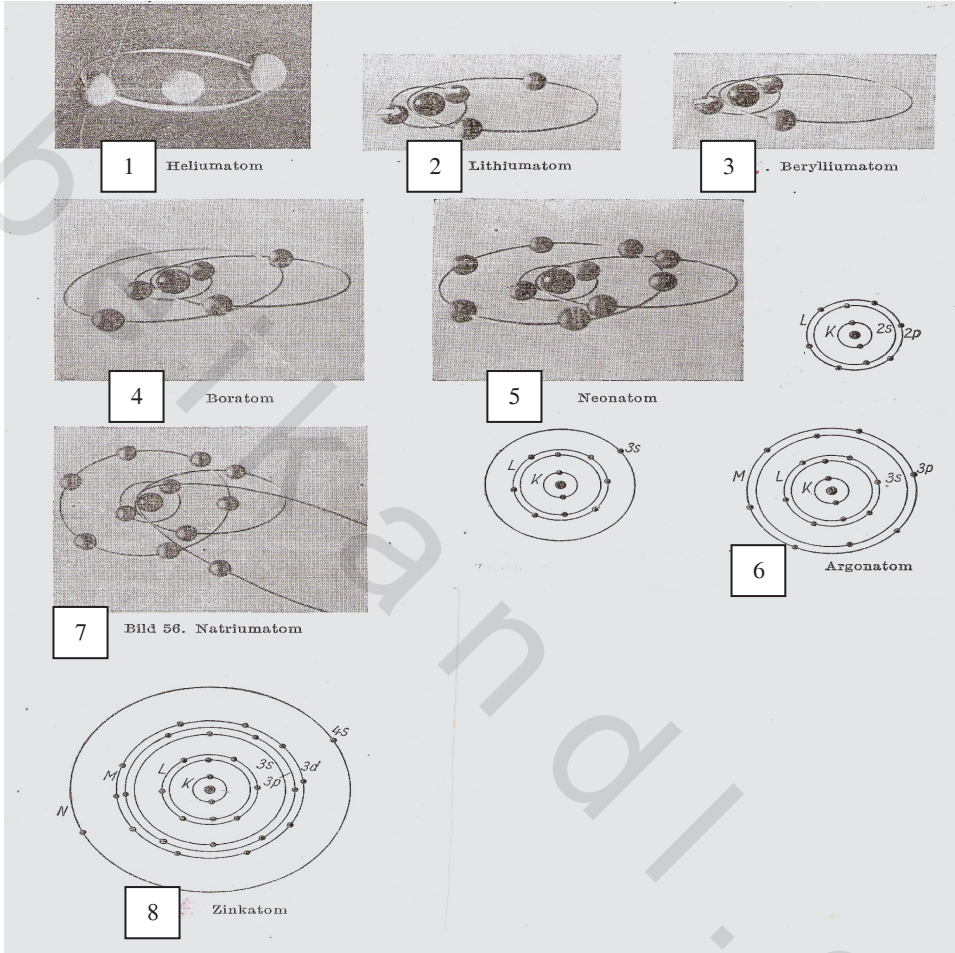 1 Heliumatom
2 Lithiumatom
3 Berylliumatom
4 Boratom
5 Neonatom
L K 2s 2p
7 Bild 56. Natriumatom
L K 3s
M L K 3s 3p
6 Argonatom
N M L K 3s 3p 3d 4s
8 Zinkatom